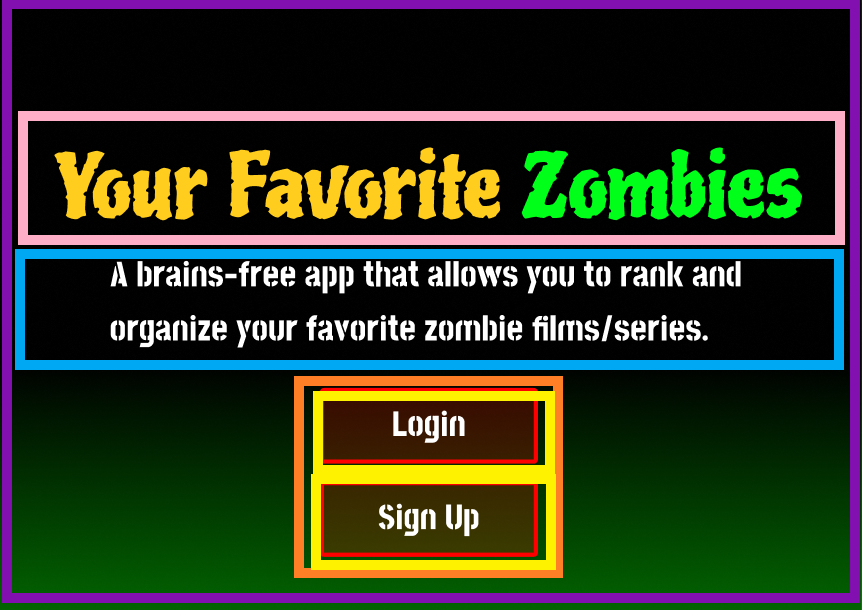 Your Favorite Zombies
A brains-free app that allows you to rank and
organize your favorite zombie films/series.
Login
Sign Up